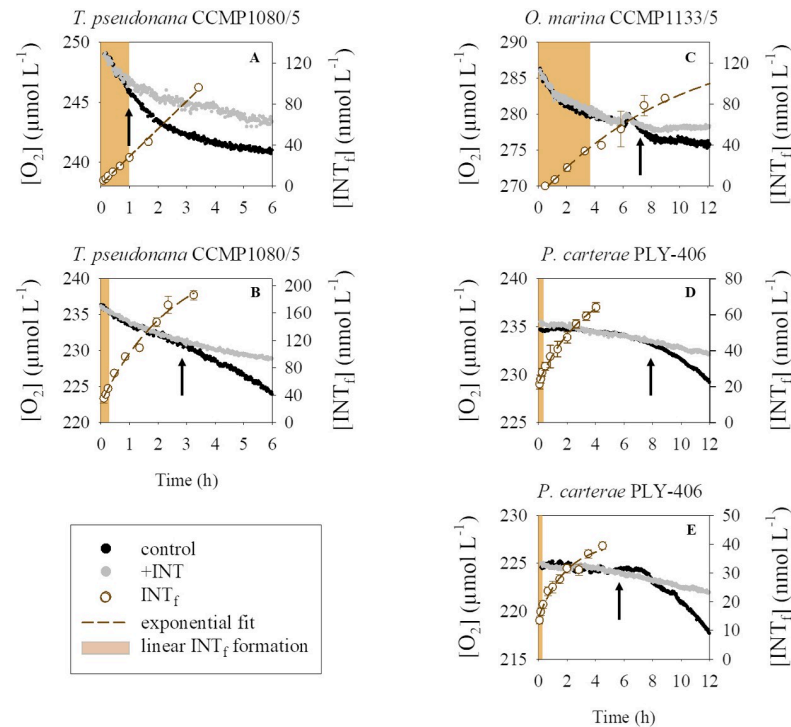 T. pseudonana CCMP1080/5
250
245
240
[O2] (µmol L−1)
A
120
80
40
0
[INTf] (nmol L−1)
0 1 2 3 4 5 6
T. pseudonana CCMP1080/5
240
235
230
225
220
[O2] (µmol L−1)
B
200
160
120
80
40
0
[INTf] (nmol L−1)
0 1 2 3 4 5 6
Time (h)
control
+INT
INTf
exponential fit
linear INTf formation
O. marina CCMP1133/5
290
285
280
275
270
[O2] (µmol L−1)
C
120
80
40
0
[INTf] (nmol L−1)
0 2 4 6 8 10 12
P. carterae PLY-406
240
235
230
225
[O2] (µmol L−1)
D
80
60
40
20
0
[INTf] (nmol L−1)
0 2 4 6 8 10 12
P. carterae PLY-406
230
225
220
215
[O2] (µmol L−1)
E
50
40
30
20
10
0
[INTf] (nmol L−1)
0 2 4 6 8 10 12
Time (h)